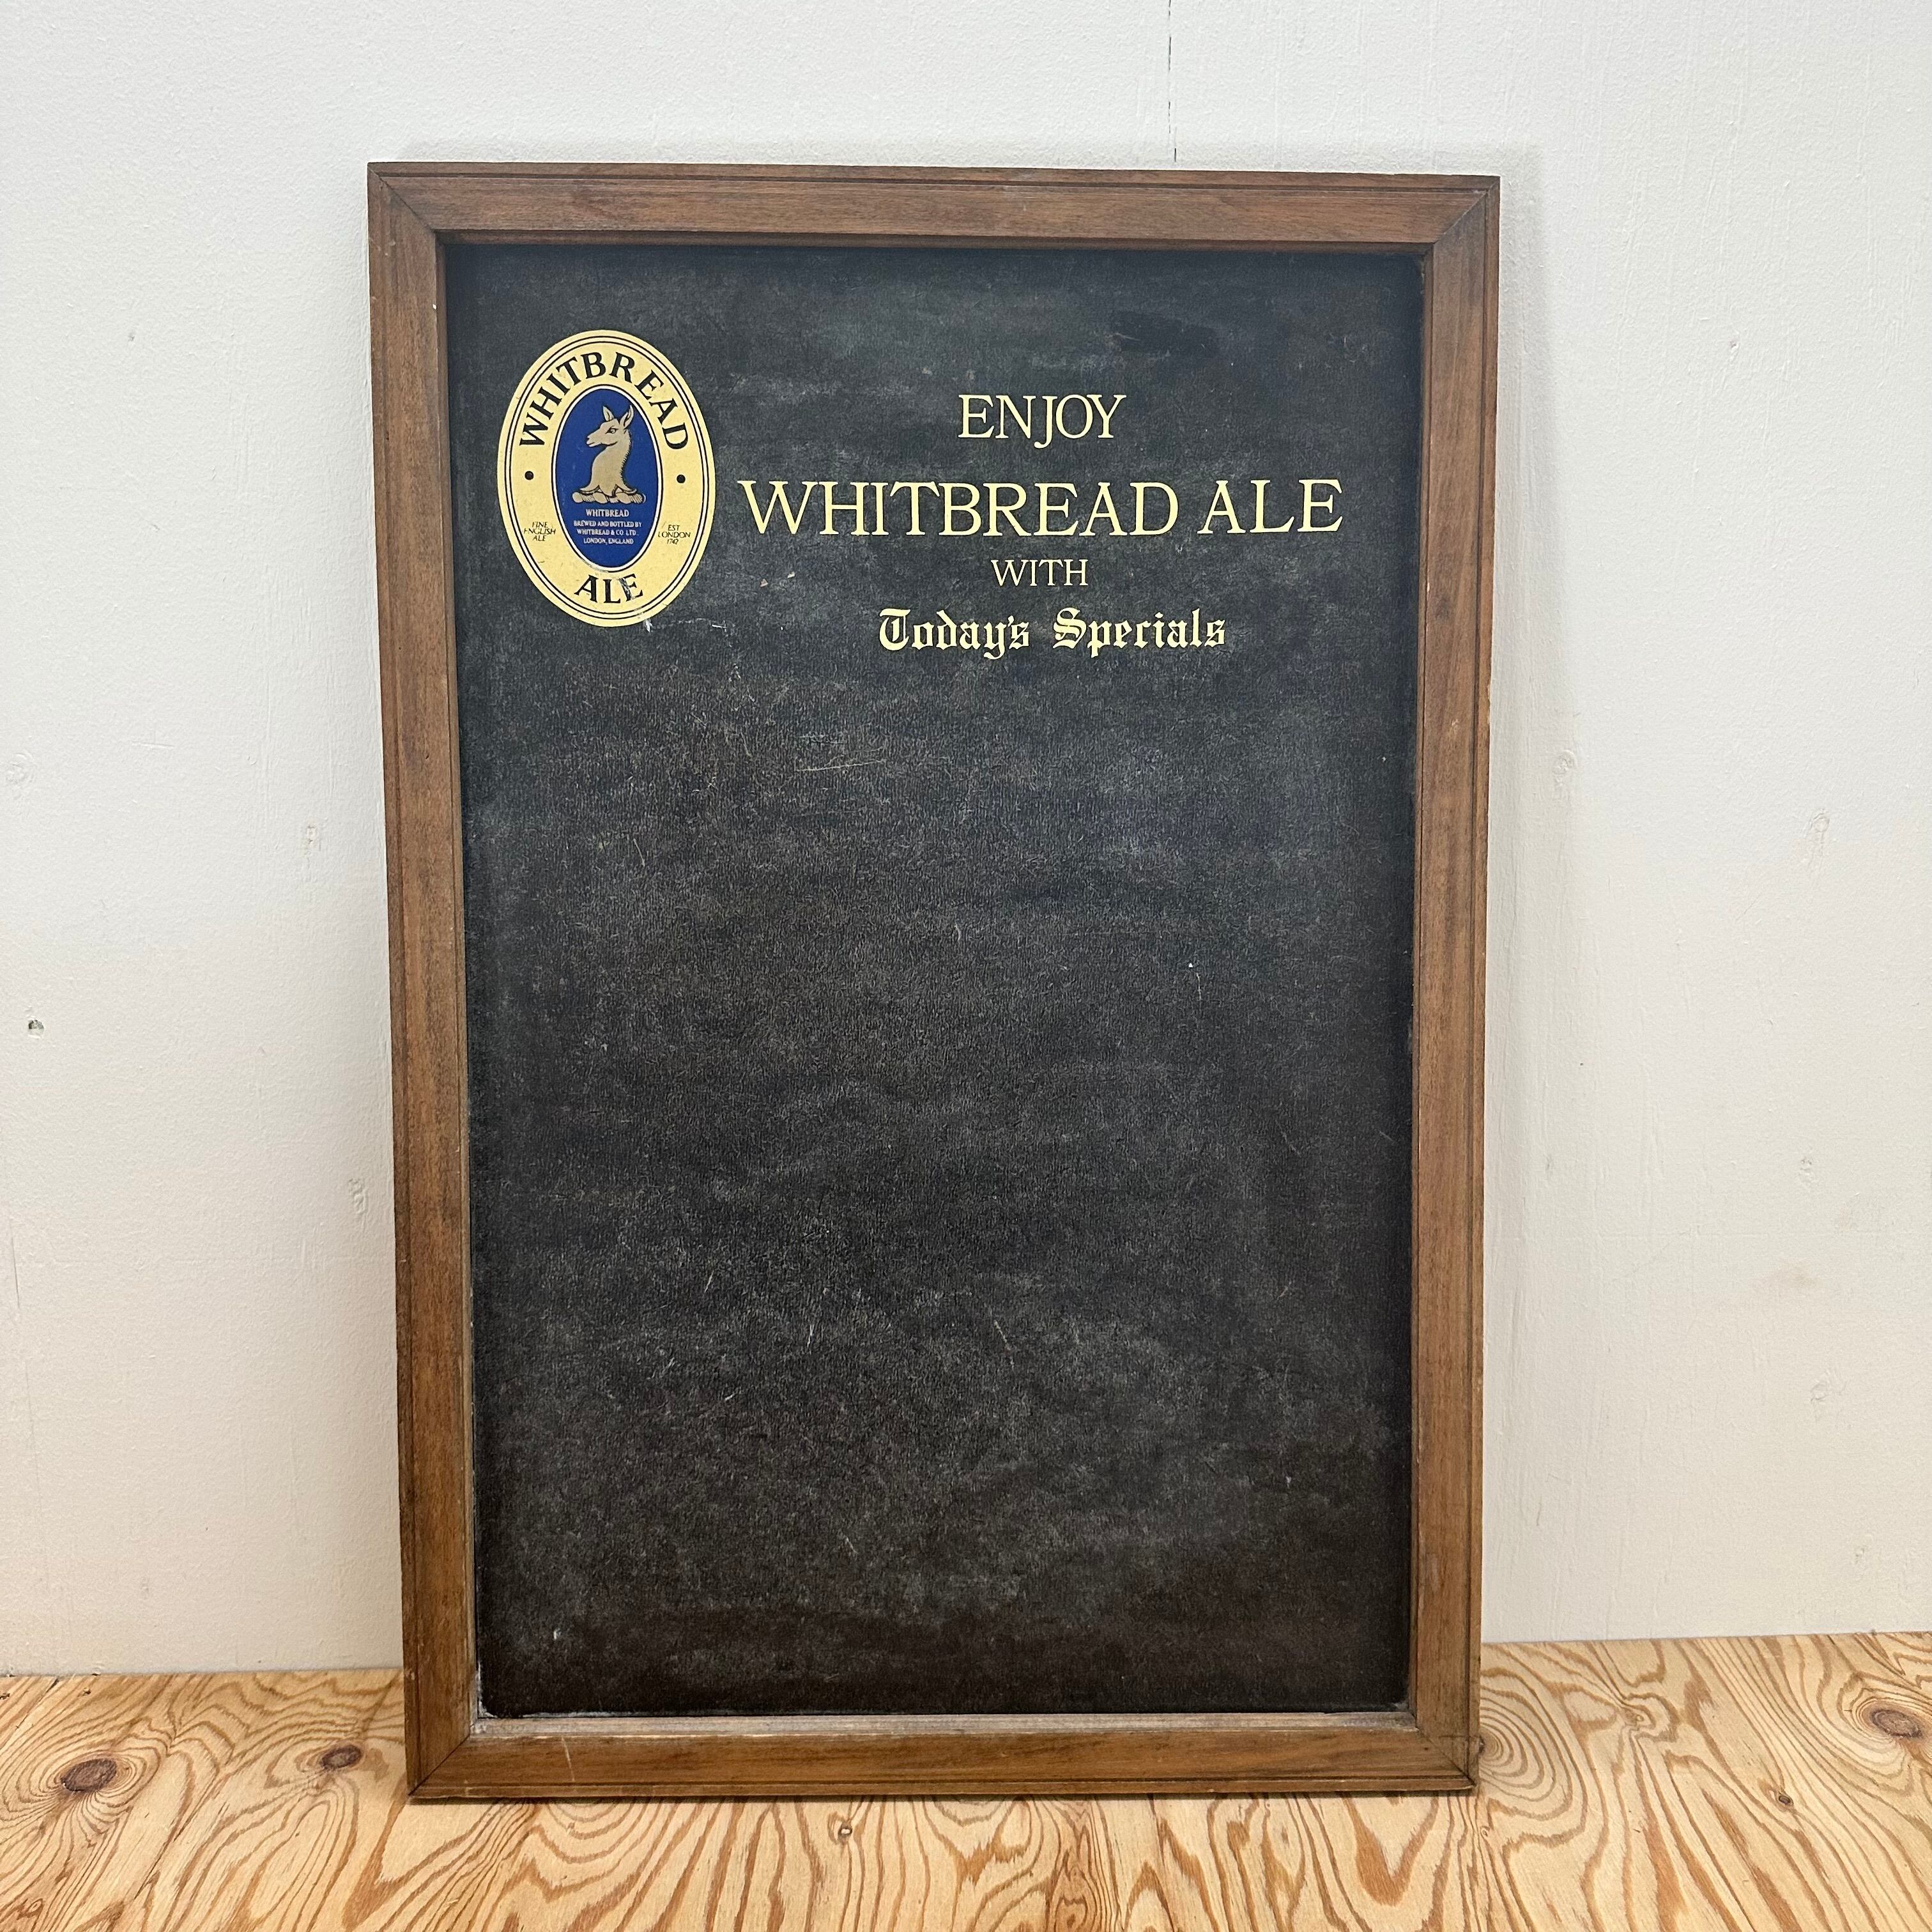 WHITBREAD
WHITBREAD
BREWED AND BOTTLED BY
WHITBREAD & CO LTD.
LONDON, ENGLAND
FINE
ENGLISH
ALE
EST
LONDON
1742
ALE
ENJOY
WHITBREAD ALE
WITH
Today's Specials